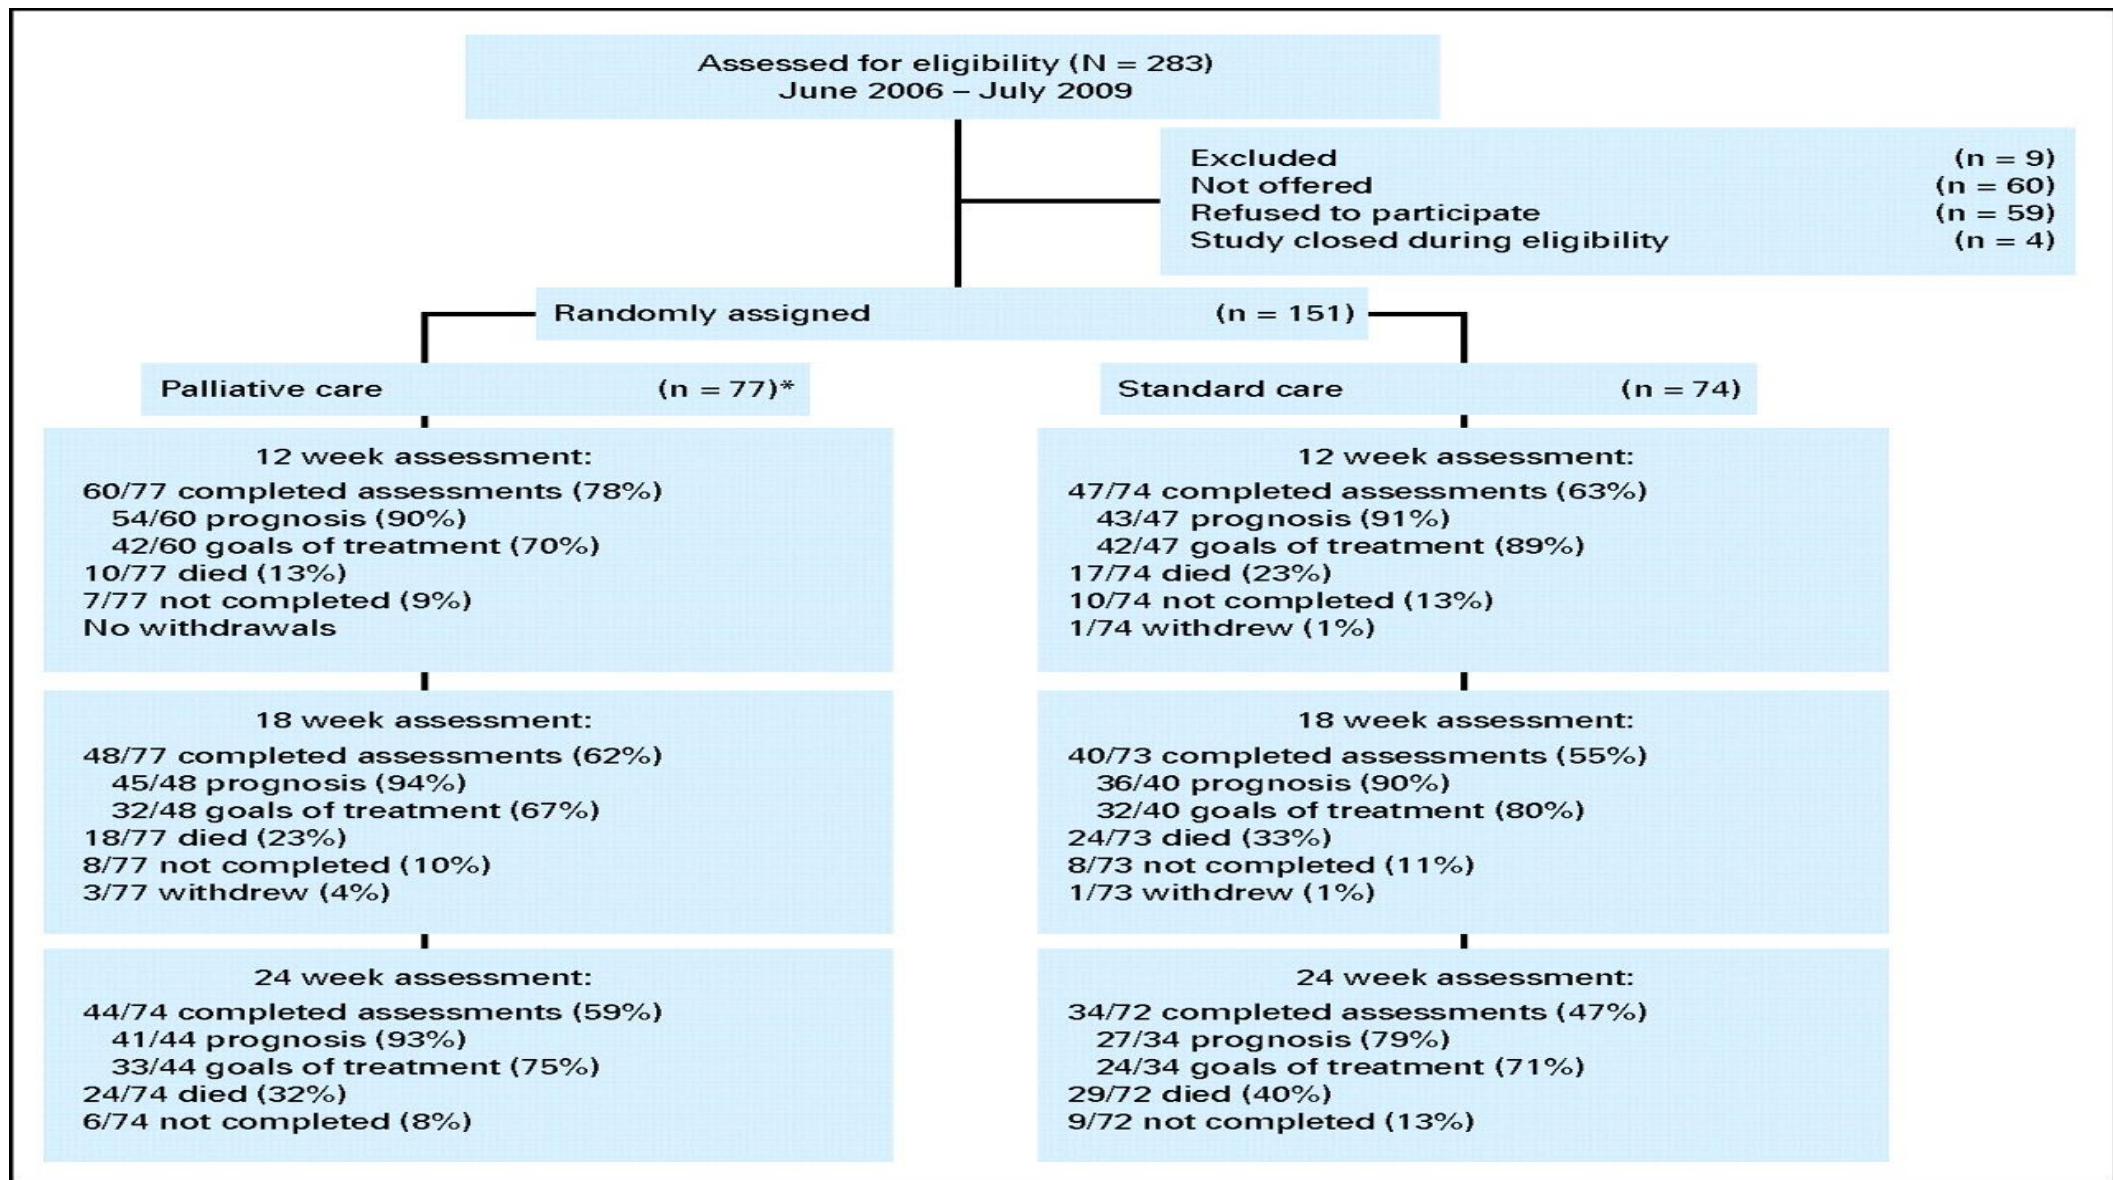 Assessed for eligibility (N = 283)
June 2006 – July 2009
Excluded (n = 9)
Not offered (n = 60)
Refused to participate (n = 59)
Study closed during eligibility (n = 4)
Randomly assigned (n = 151)
Palliative care (n = 77)*
12 week assessment:
60/77 completed assessments (78%)
54/60 prognosis (90%)
42/60 goals of treatment (70%)
10/77 died (13%)
7/77 not completed (9%)
No withdrawals
18 week assessment:
48/77 completed assessments (62%)
45/48 prognosis (94%)
32/48 goals of treatment (67%)
18/77 died (23%)
8/77 not completed (10%)
3/77 withdrew (4%)
24 week assessment:
44/74 completed assessments (59%)
41/44 prognosis (93%)
33/44 goals of treatment (75%)
24/74 died (32%)
6/74 not completed (8%)
Standard care (n = 74)
12 week assessment:
47/74 completed assessments (63%)
43/47 prognosis (91%)
42/47 goals of treatment (89%)
17/74 died (23%)
10/74 not completed (13%)
1/74 withdrew (1%)
18 week assessment:
40/73 completed assessments (55%)
36/40 prognosis (90%)
32/40 goals of treatment (80%)
24/73 died (33%)
8/73 not completed (11%)
1/73 withdrew (1%)
24 week assessment:
34/72 completed assessments (47%)
27/34 prognosis (79%)
24/34 goals of treatment (71%)
29/72 died (40%)
9/72 not completed (13%)